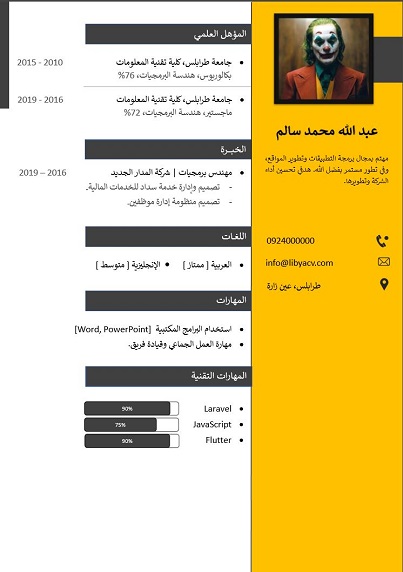 عبد الله محمد سالم
مهتم بمجال برمجة التطبيقات وتطوير المواقع،
وفي تطور مستمر بفضل الله. هدفي تحسين أداء
الشركة وتطويرها.
0924000000
info@libyacv.com
طرابلس، عين زارة
المؤهل العلمي
جامعة طرابلس، كلية تقنية المعلومات 2010 - 2015
بكالوريوس، هندسة البرمجيات، 76%
جامعة طرابلس، كلية تقنية المعلومات 2016 - 2019
ماجستير، هندسة البرمجيات، 72%
الخبـرة
مهندس برمجيات | شركة المدار الجديد 2016 – 2019
- تصميم وإدارة خدمة سداد للخدمات المالية.
- تصميم منظومة إدارة موظفين.
اللغـات
العربية [ ممتاز ] • الإنجليزية [ متوسط ]
المهارات
استخدام البرامج المكتبية [Word, PowerPoint]
مهارة العمل الجماعي وقيادة فريق.
المهارات التقنية
Laravel 90%
JavaScript 75%
Flutter 90%